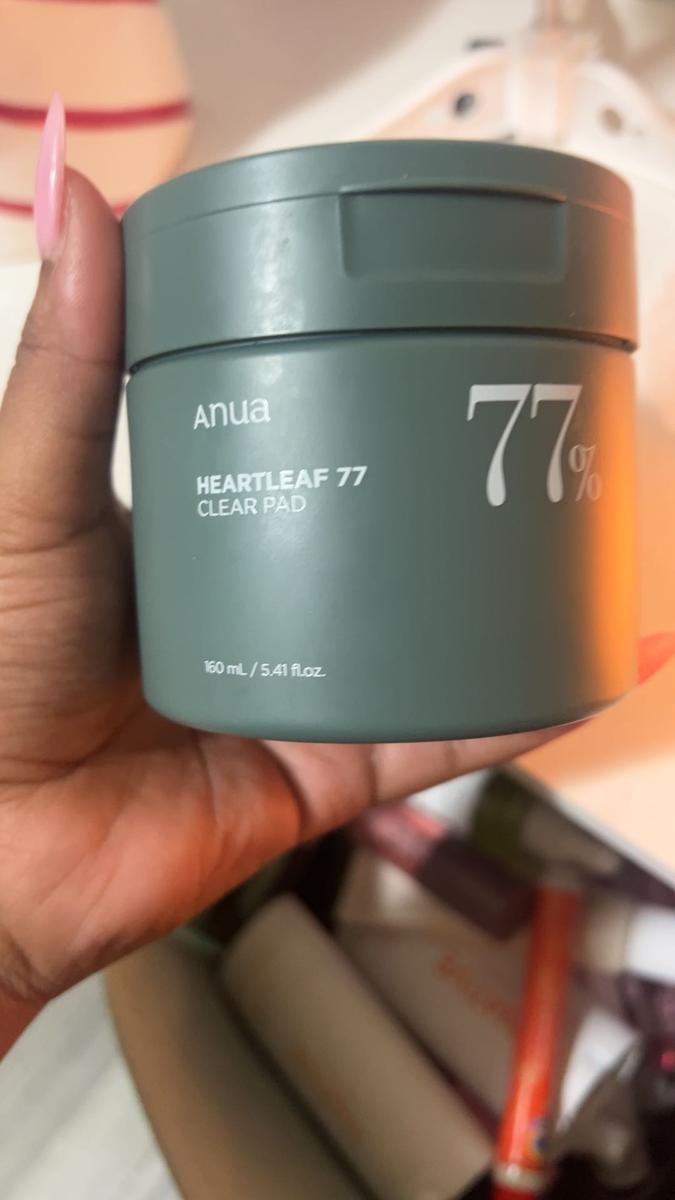 Anua
77%
HEARTLEAF 77
CLEAR PAD
160 mL / 5.41 fl.oz.